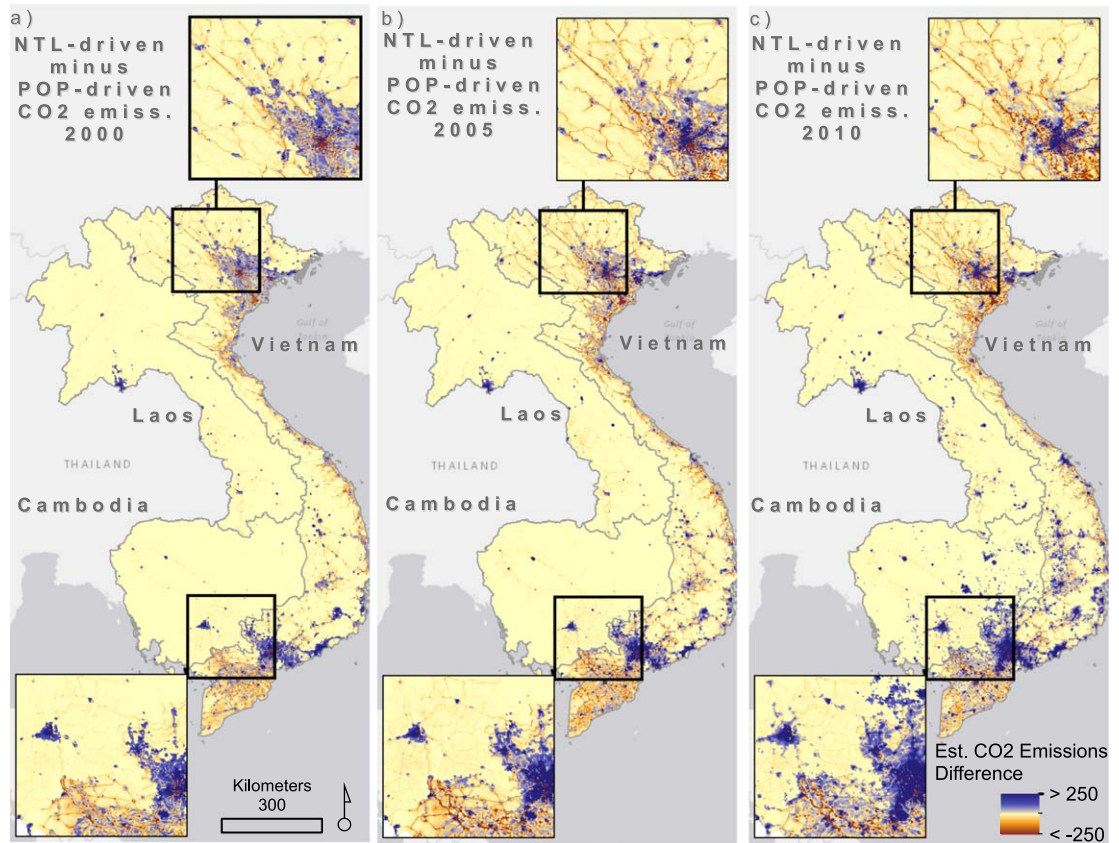 a)
NTL-driven
minus
POP-driven
CO2 emiss.
2000
Gulf of
Tonkin
Vietnam
Laos
THAILAND
Cambodia
Kilometers
300
b)
NTL-driven
minus
POP-driven
CO2 emiss.
2005
Gulf of
Tonkin
Vietnam
Laos
THAILAND
Cambodia
c)
NTL-driven
minus
POP-driven
CO2 emiss.
2010
Gulf of
Tonkin
Vietnam
Laos
THAILAND
Cambodia
Est. CO2 Emissions
Difference
> 250
< -250